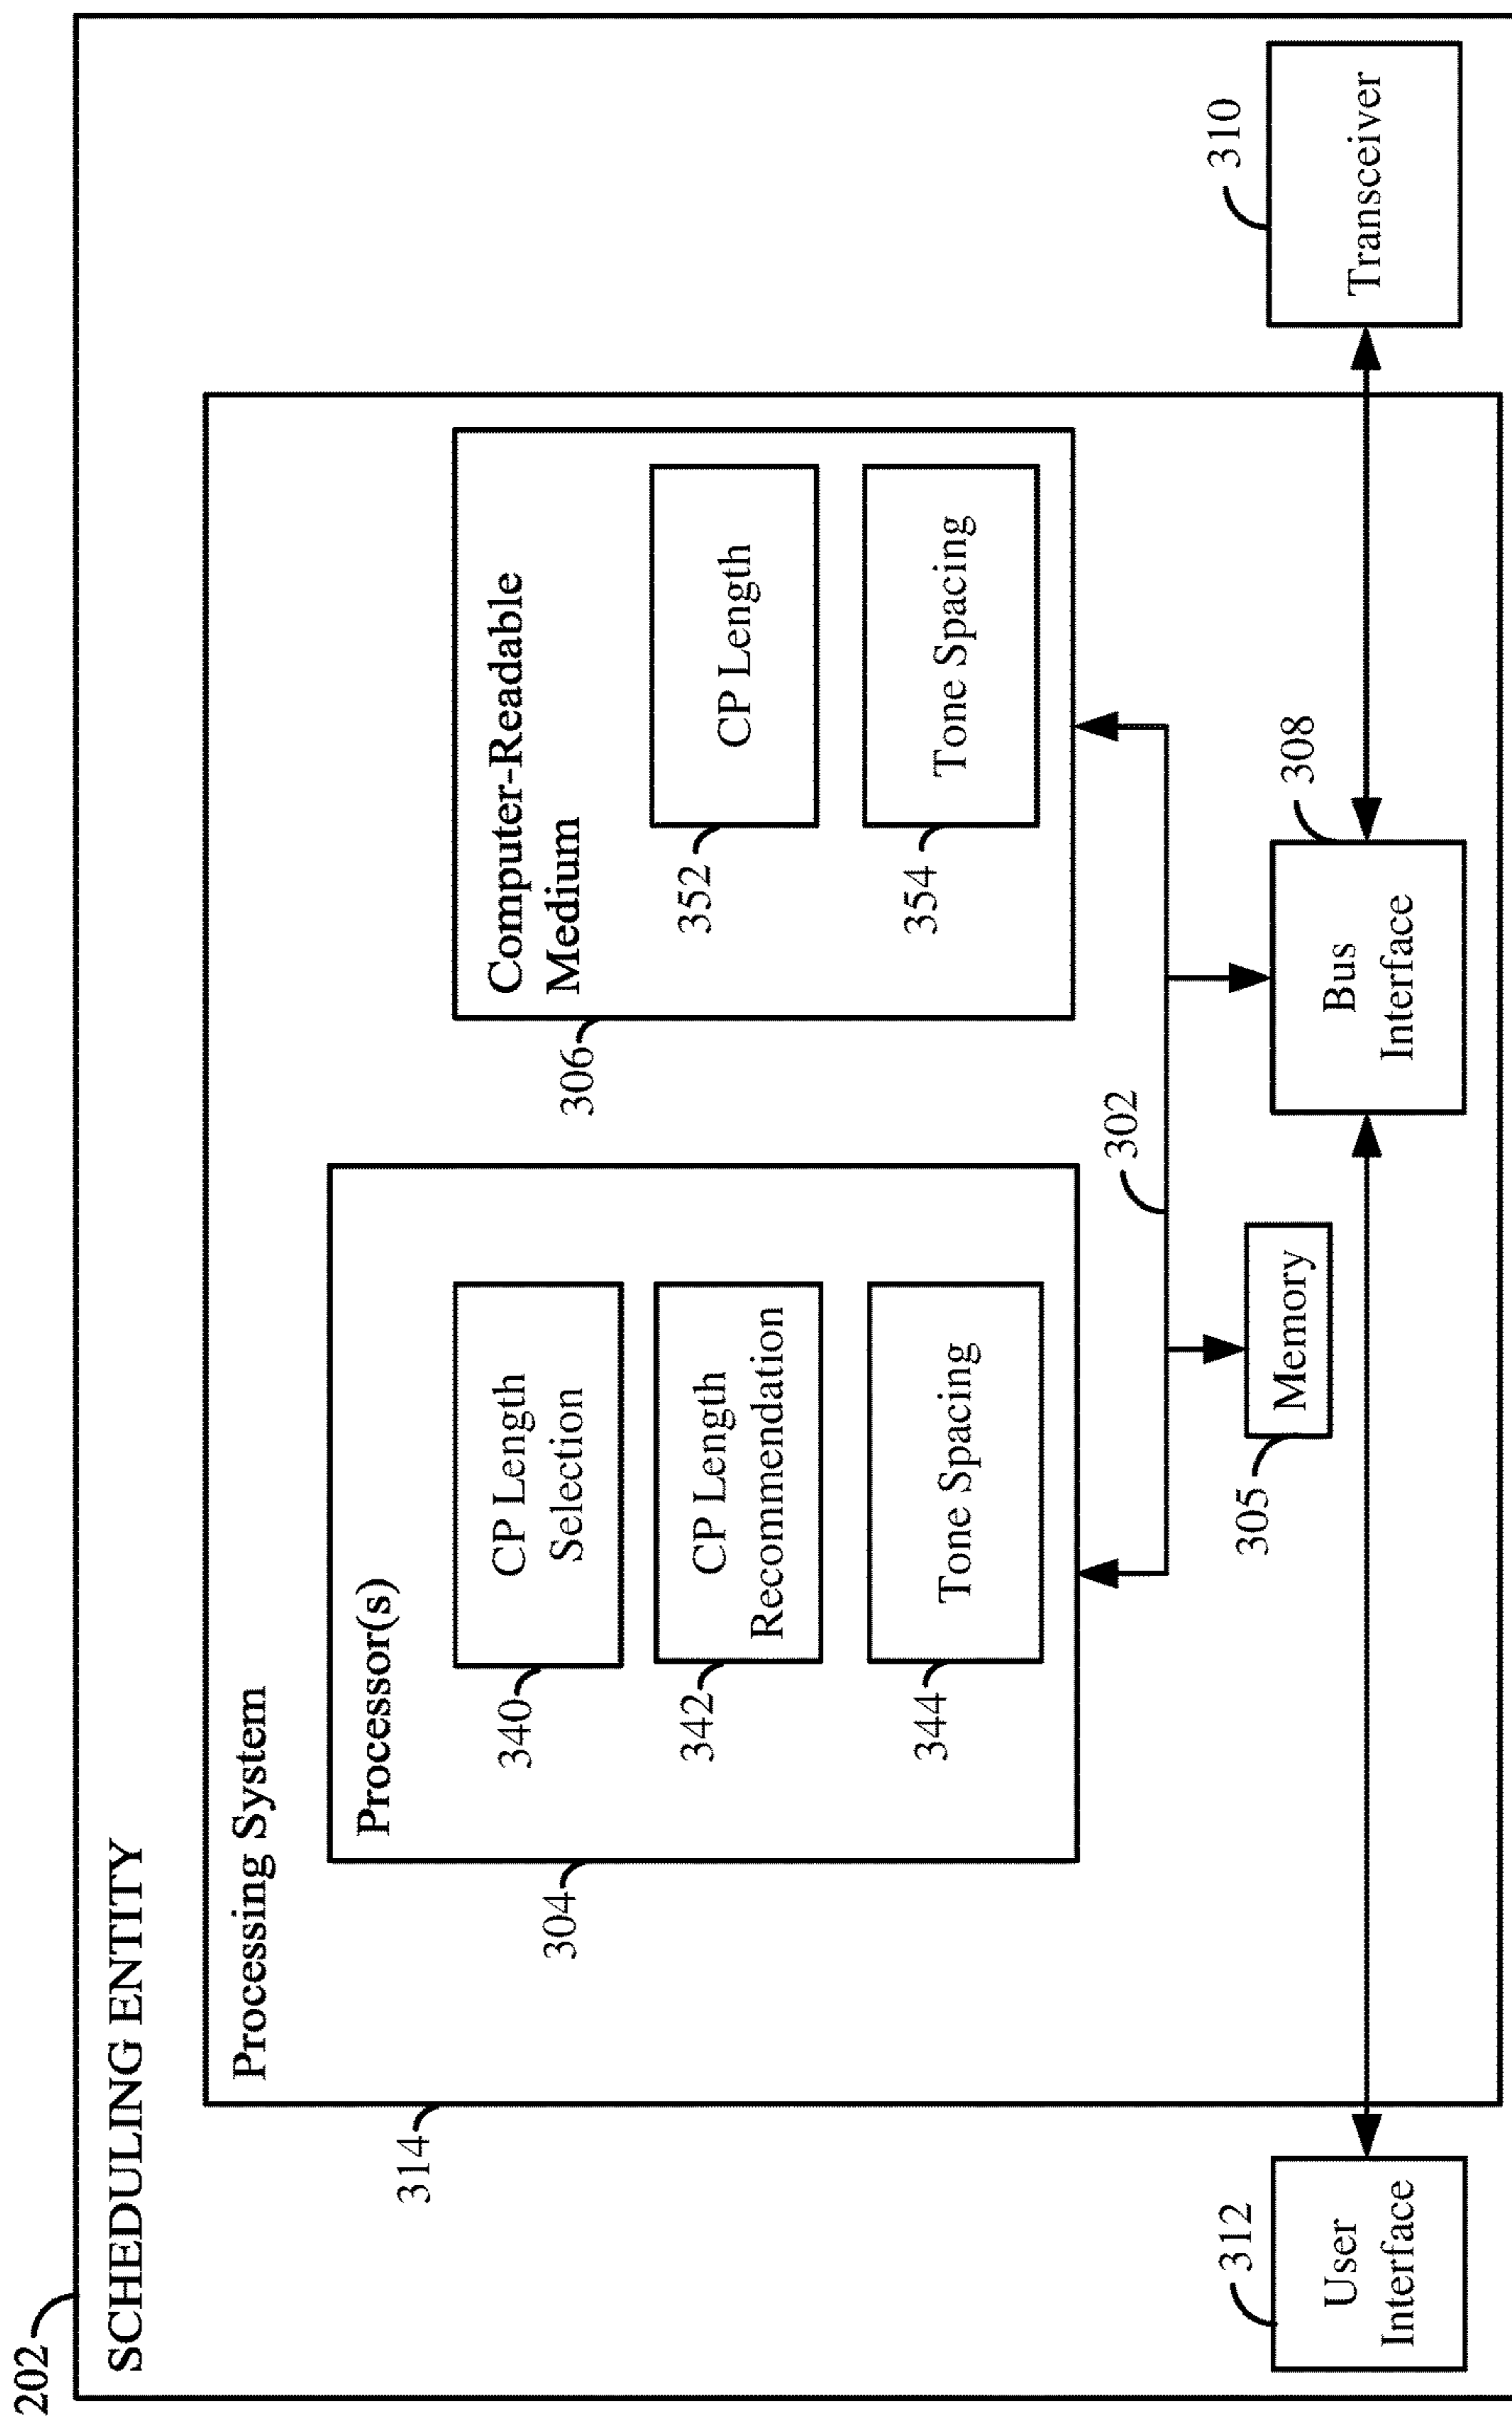 202
SCHEDULING ENTITY
Processing System
314
Processor(s)
304
CP Length
Selection
340
CP Length
Recommendation
342
Tone Spacing
344
Computer-Readable
Medium
306
CP Length
352
Tone Spacing
354
302
Memory
305
Bus
Interface
308
User
Interface
312
Transceiver
310